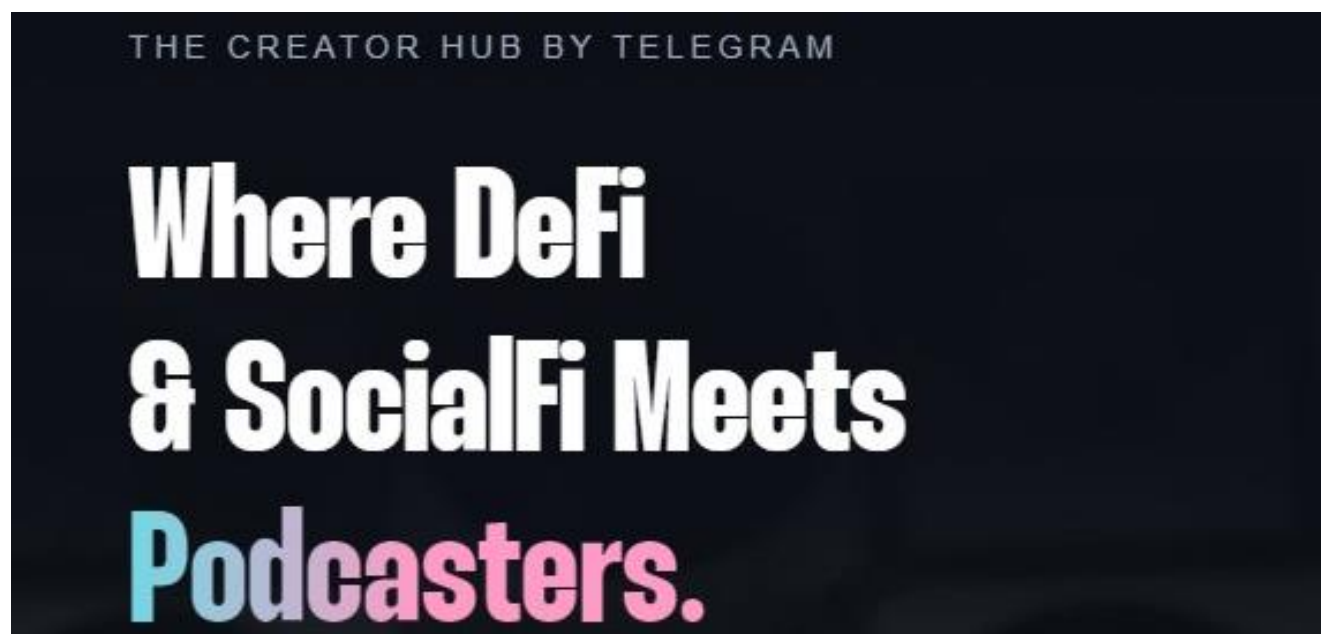 THE CREATOR HUB BY TELEGRAM
Where DeFi
& SocialFi Meets
Podcasters.